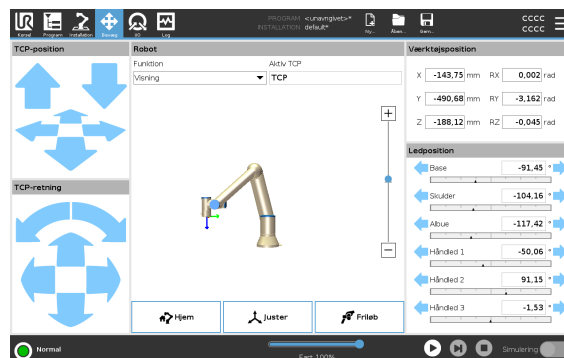 PROGRAM <unavngivet>*
INSTALLATION default*
CCCC
CCCC
Kørsel Program Installation Bevæg I/O Log Ny... Åben... Gem...
TCP-position
Robot
Værktøjsposition
Funktion
Aktiv TCP
Visning
TCP
X -143,75 mm RX 0,002 rad
Y -490,68 mm RY -3,162 rad
Z -188,12 mm RZ -0,045 rad
Ledposition
Base -91,45 °
Skulder -104,16 °
TCP-retning
Albue -117,42 °
Håndled 1 -50,06 °
Håndled 2 91,15 °
Håndled 3 -1,53 °
Hjem
Juster
Friløb
Normal
Fart 100%
Simulering